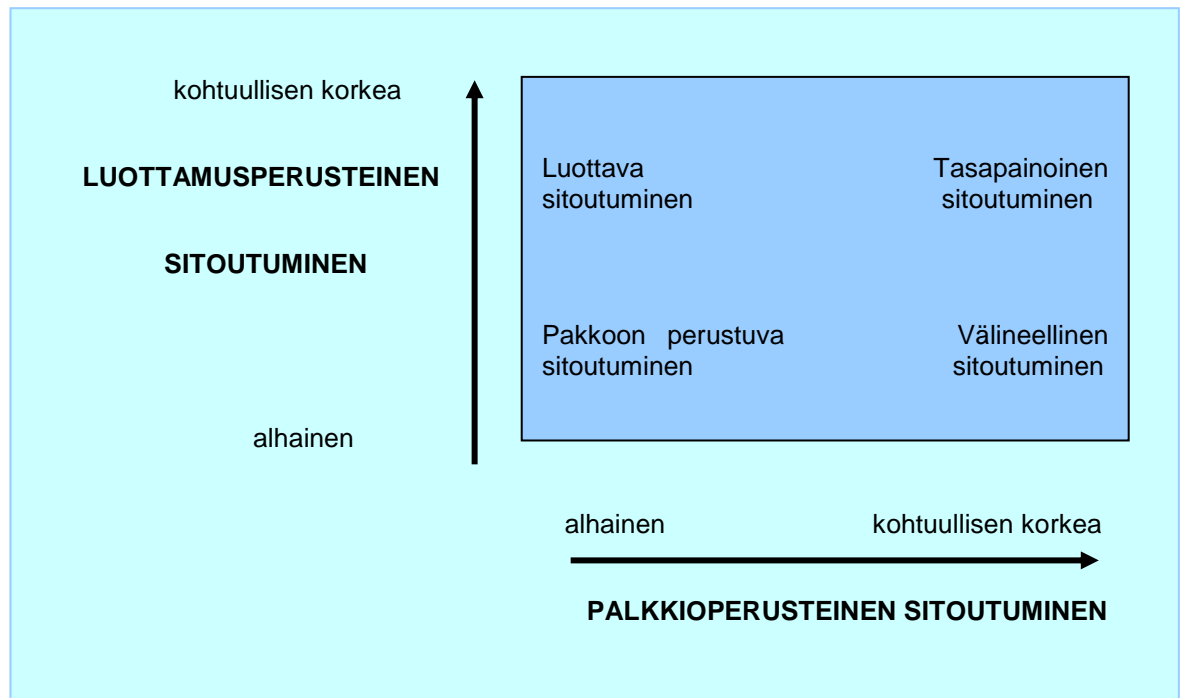 kohtuullisen korkea
LUOTTAMUSPERUSTEINEN
SITOUTUMINEN
alhainen
Luottava
sitoutuminen
Tasapainoinen
sitoutuminen
Pakkoon perustuva
sitoutuminen
Välineellinen
sitoutuminen
alhainen
kohtuullisen korkea
PALKKIOPERUSTEINEN SITOUTUMINEN